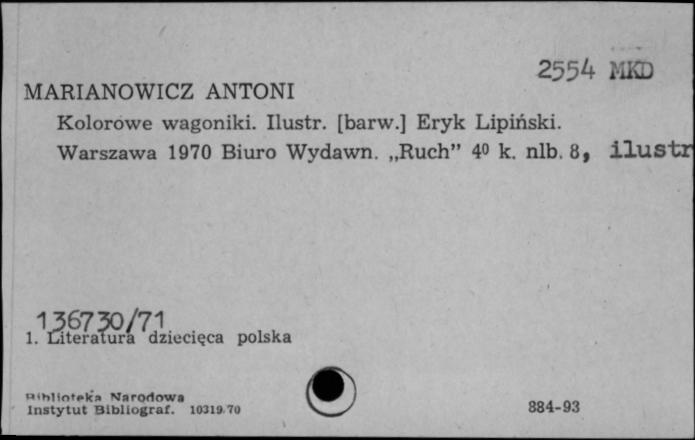 2554 MKD
MARIANOWICZ ANTONI
Kolorowe wagoniki. Ilustr. [barw.] Eryk Lipiński.
Warszawa 1970 Biuro Wydawn. „Ruch” 4⁰ k. nlb. 8, ilustr
136730/71
1. Literatura dziecięca polska
Biblioteka Narodowa
Instytut Bibliograf. 10319/70
884-93